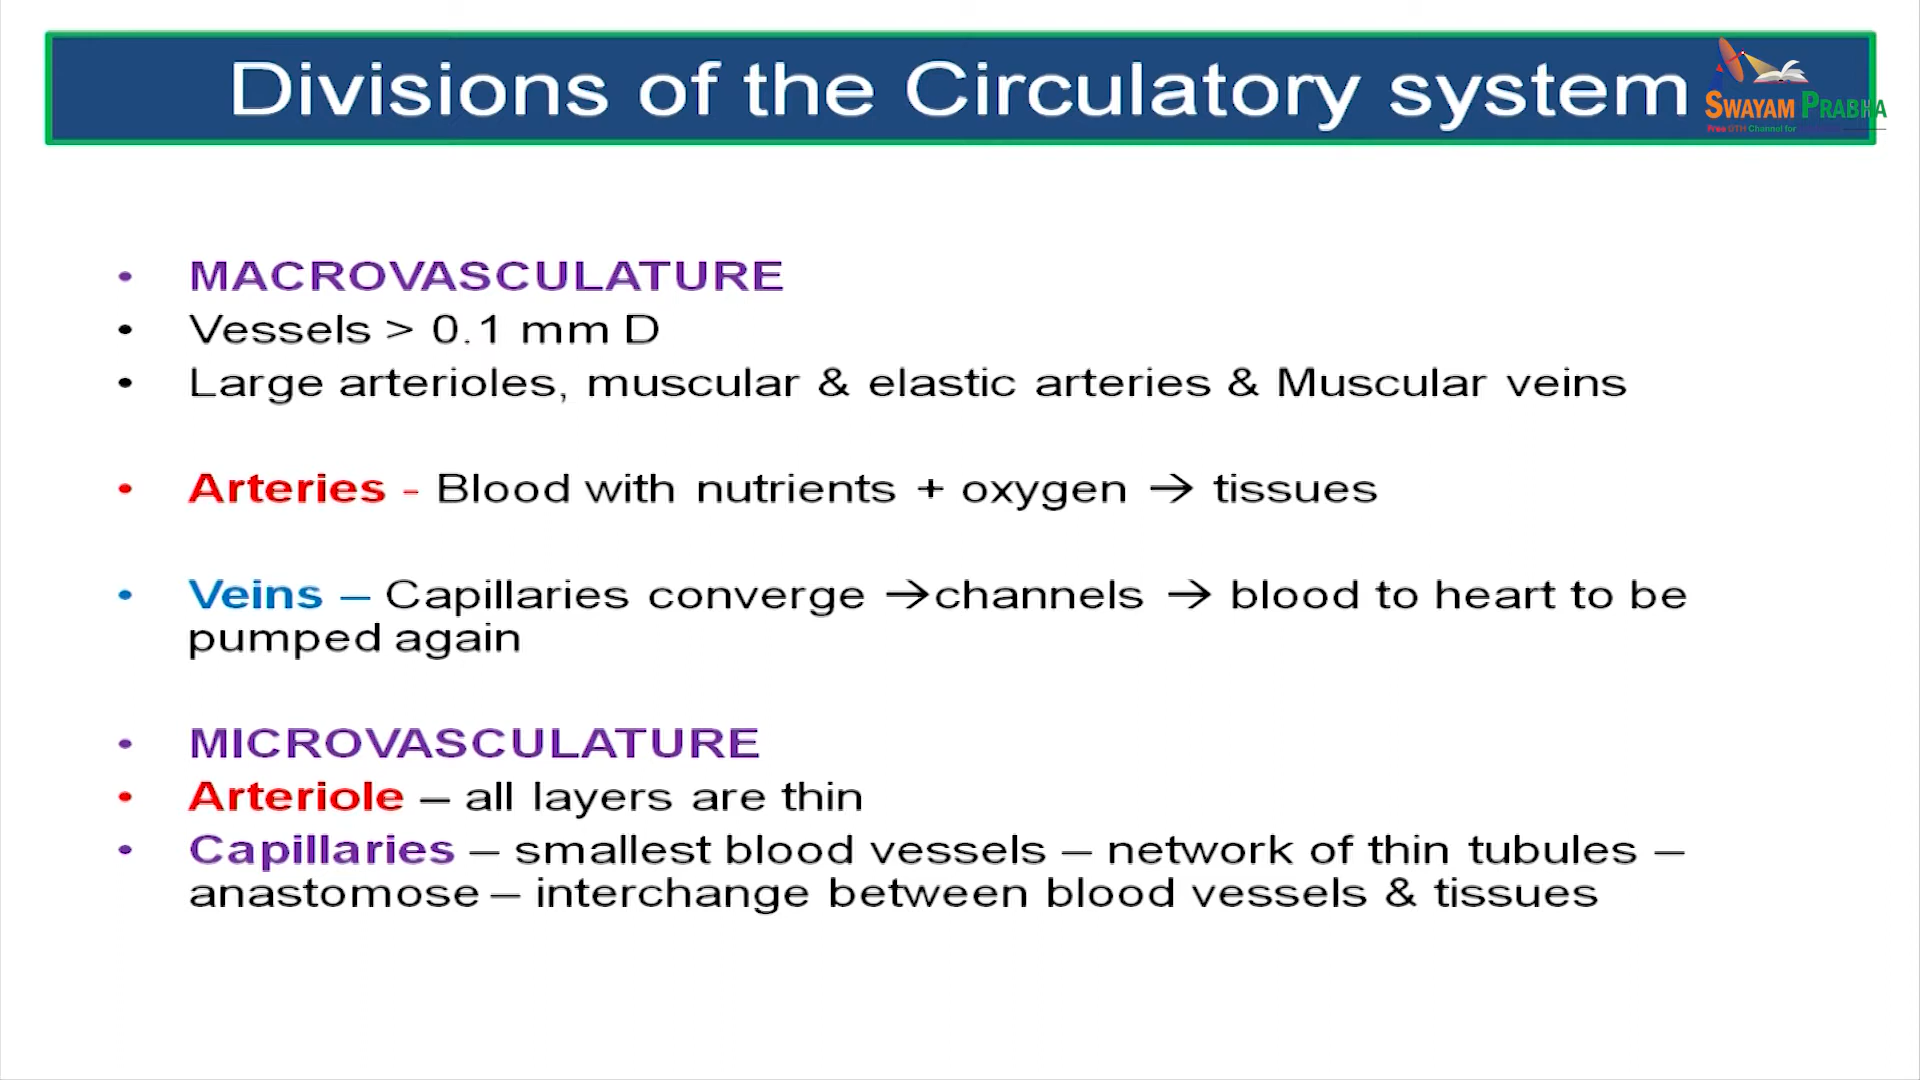 Divisions of the Circulatory system
SWAYAM PRABHA
Free DTH Channel for
• MACROVASCULATURE
• Vessels > 0.1 mm D
• Large arterioles, muscular & elastic arteries & Muscular veins
• Arteries - Blood with nutrients + oxygen → tissues
• Veins – Capillaries converge →channels → blood to heart to be
pumped again
• MICROVASCULATURE
• Arteriole – all layers are thin
• Capillaries – smallest blood vessels – network of thin tubules –
anastomose – interchange between blood vessels & tissues